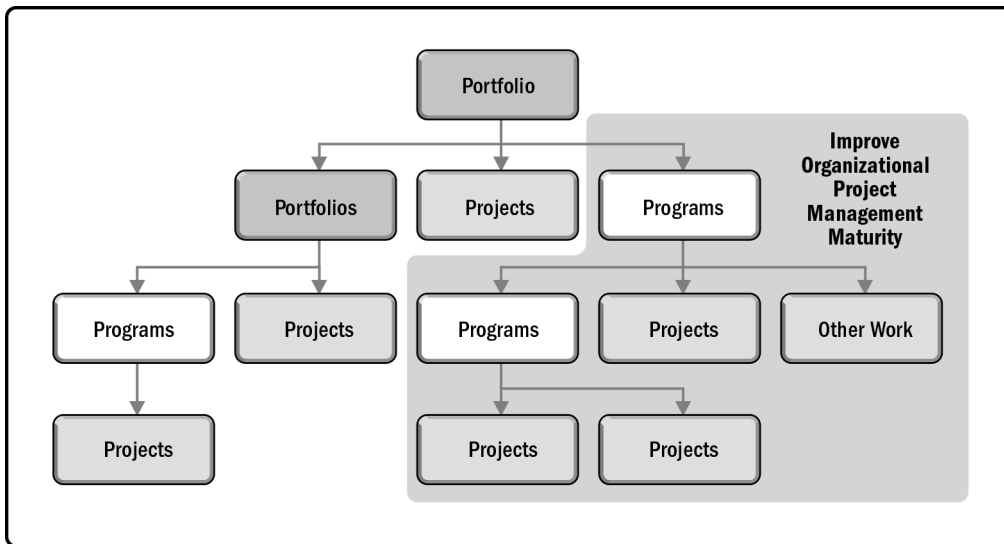 Portfolio
Improve
Organizational
Project
Management
Maturity
Portfolios
Projects
Programs
Programs
Projects
Programs
Projects
Other Work
Projects
Projects
Projects